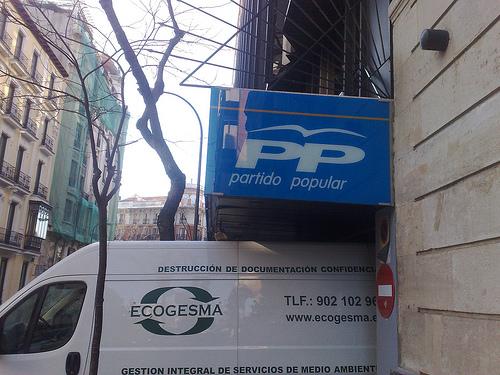 PP
partido popular
DESTRUCCIÓN DE DOCUMENTACIÓN CONFIDENC
ECOGESMA
TLF.: 902 102 96
www.ecogesma.e
GESTION INTEGRAL DE SERVICIOS DE MEDIO AMBIENT